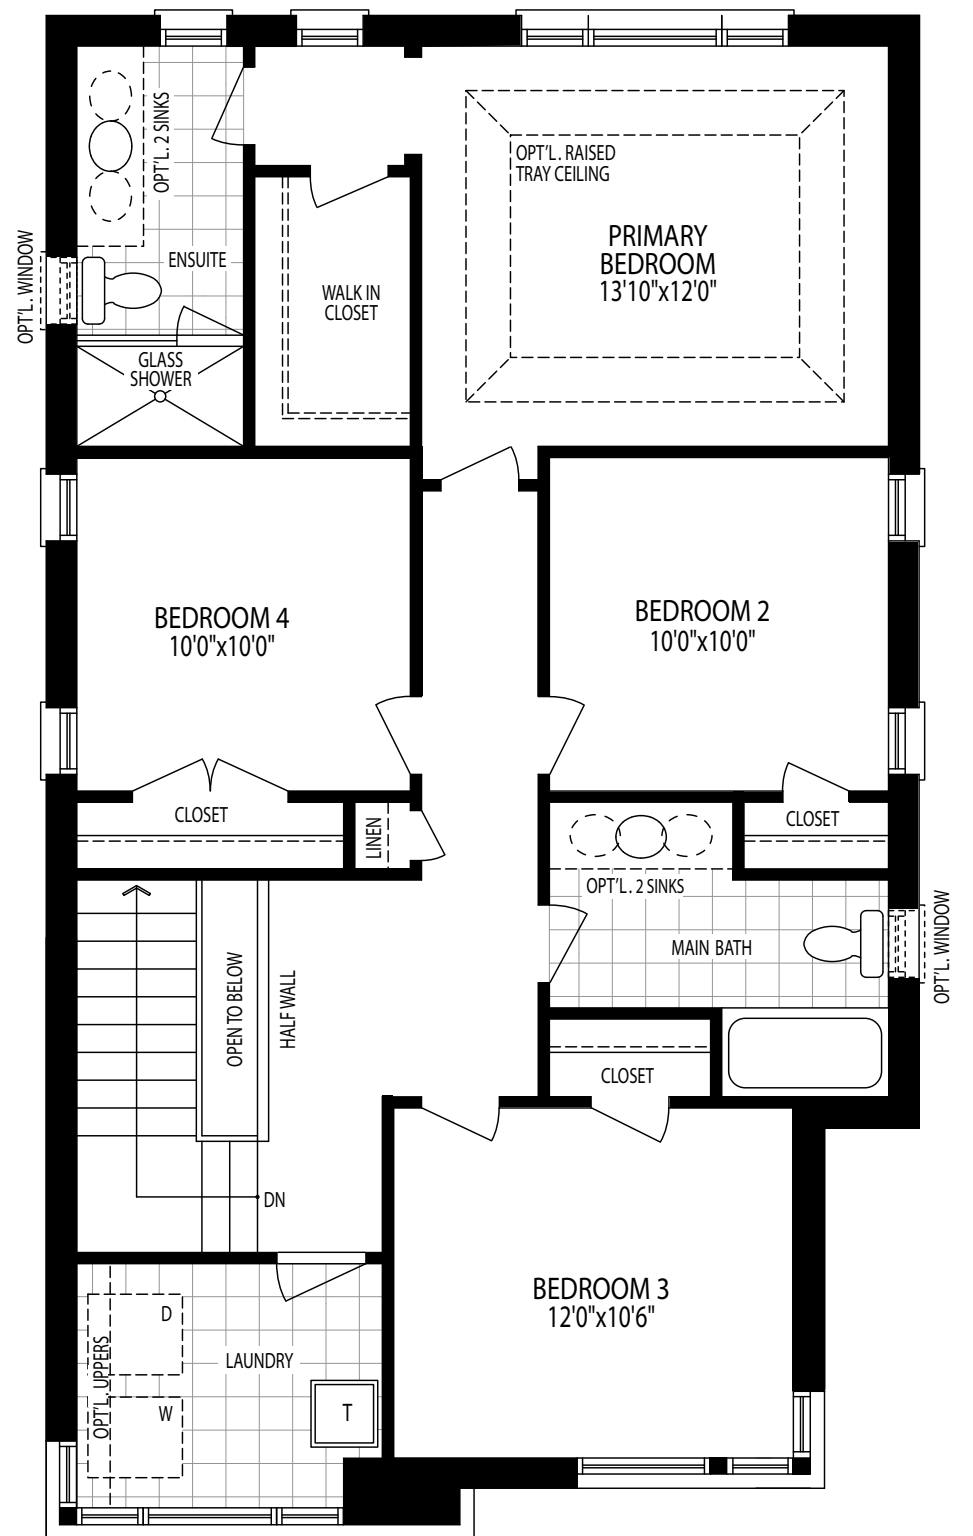 OPT'L. 2 SINKS
OPT'L. RAISED
TRAY CEILING
PRIMARY
BEDROOM
13'10"x12'0"
OPT'L. WINDOW
ENSUITE
WALK IN
CLOSET
GLASS
SHOWER
BEDROOM 4
10'0"x10'0"
BEDROOM 2
10'0"x10'0"
CLOSET
LINEN
CLOSET
OPT'L. 2 SINKS
MAIN BATH
OPT'L. WINDOW
OPEN TO BELOW
HALF WALL
CLOSET
DN
BEDROOM 3
12'0"x10'6"
D
OPT'L. UPPERS
LAUNDRY
W
T